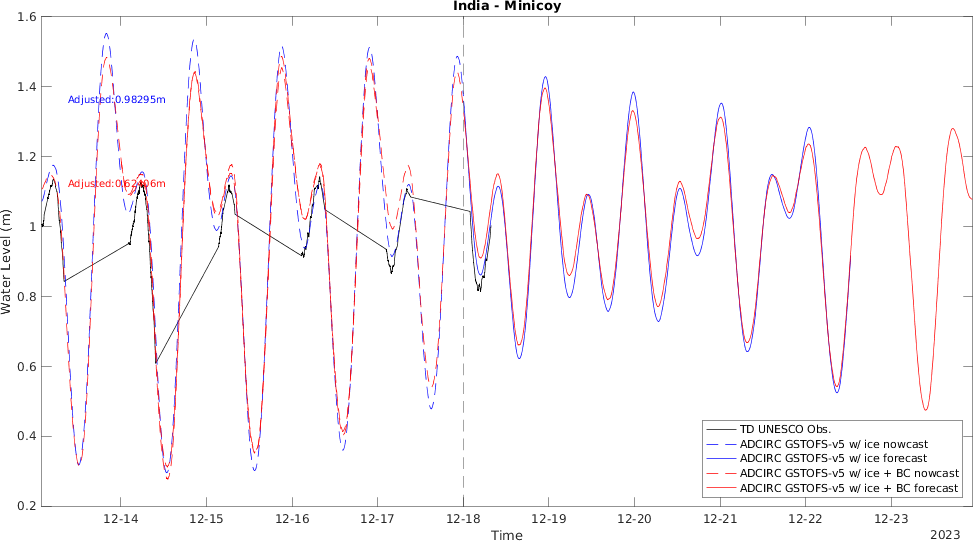 India - Minicoy
1.6
1.4
1.2
1
0.8
0.6
0.4
0.2
Water Level (m)
Adjusted:0.98295m
TD UNESCO Obs.
ADCIRC GSTOFS-v5 w/ ice nowcast
ADCIRC GSTOFS-v5 w/ ice forecast
ADCIRC GSTOFS-v5 w/ ice + BC nowcast
ADCIRC GSTOFS-v5 w/ ice + BC forecast
12-14
12-15
12-16
12-17
12-18
12-19
12-20
12-21
12-22
12-23
Time
2023